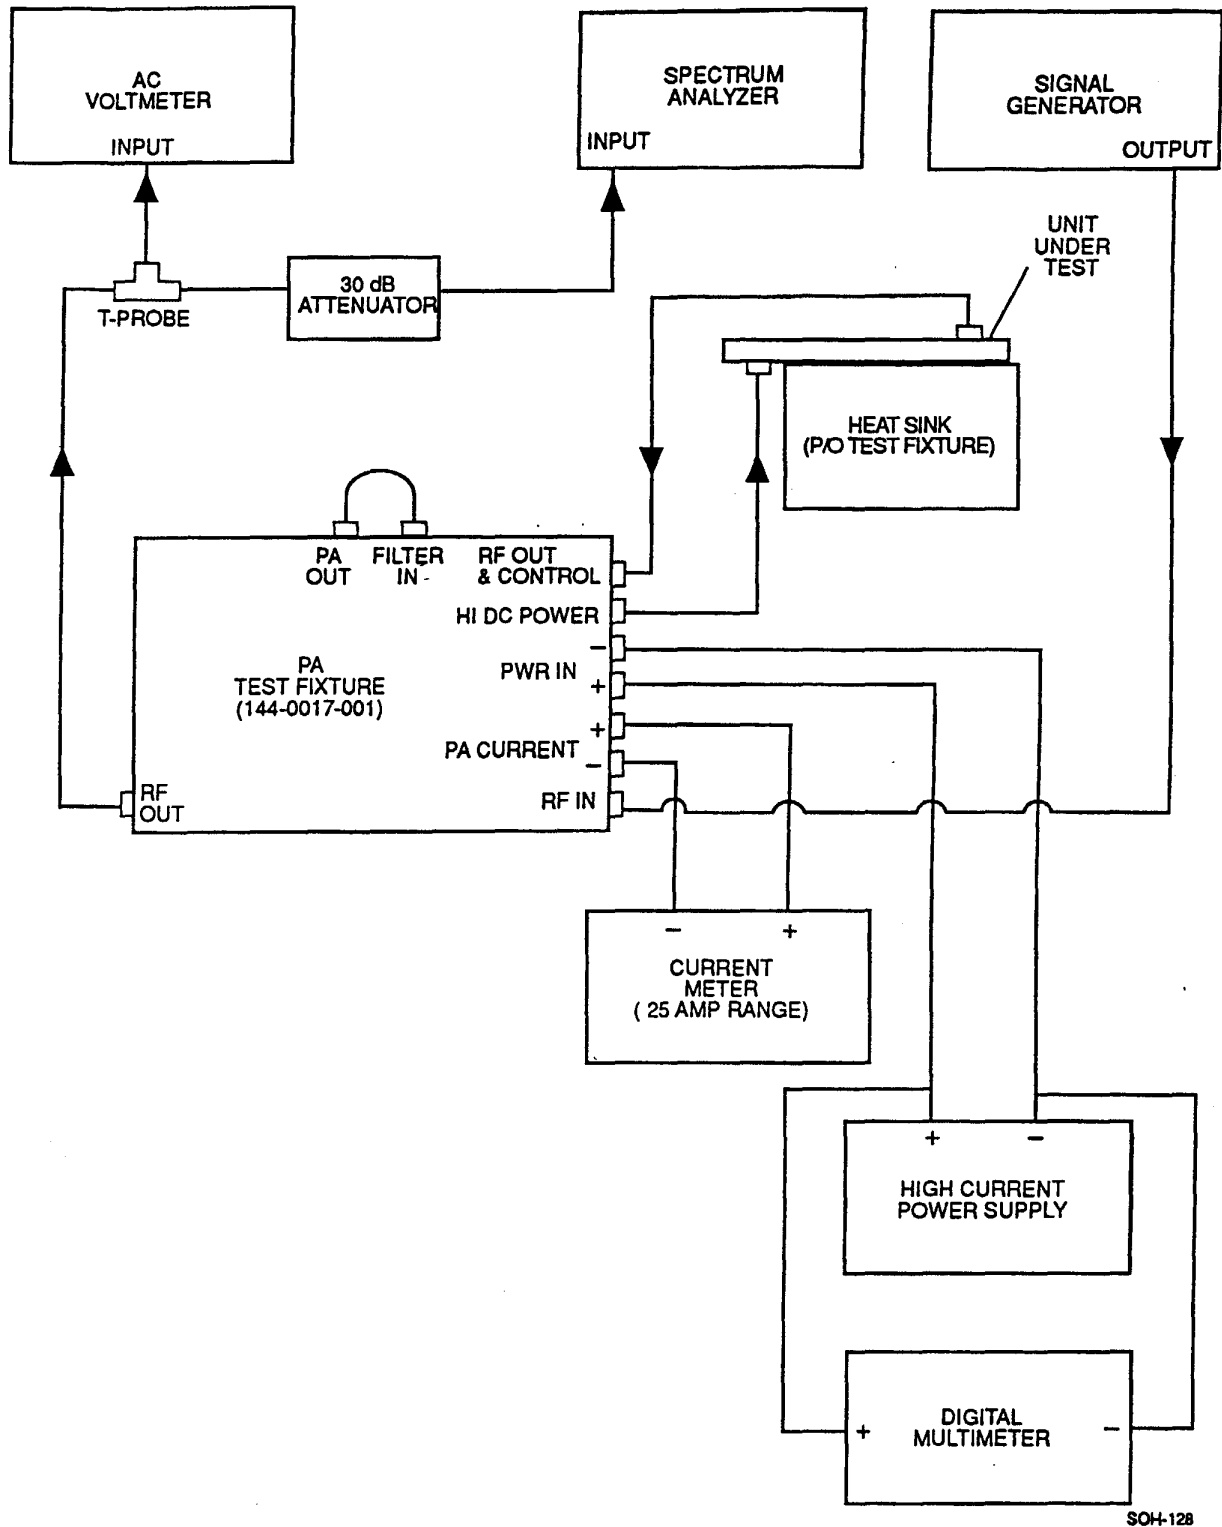 AC
VOLTMETER
INPUT
SPECTRUM
ANALYZER
INPUT
SIGNAL
GENERATOR
OUTPUT
UNIT
UNDER
TEST
T-PROBE
30 dB
ATTENUATOR
HEAT SINK
(P/O TEST FIXTURE)
PA
OUT
FILTER
IN
RF OUT
& CONTROL
HI DC POWER
−
PWR IN
+
+
PA CURRENT
−
RF IN
PA
TEST FIXTURE
(144-0017-001)
RF
OUT
− +
CURRENT
METER
( 25 AMP RANGE)
+ −
HIGH CURRENT
POWER SUPPLY
+ −
DIGITAL
MULTIMETER
SOH-128